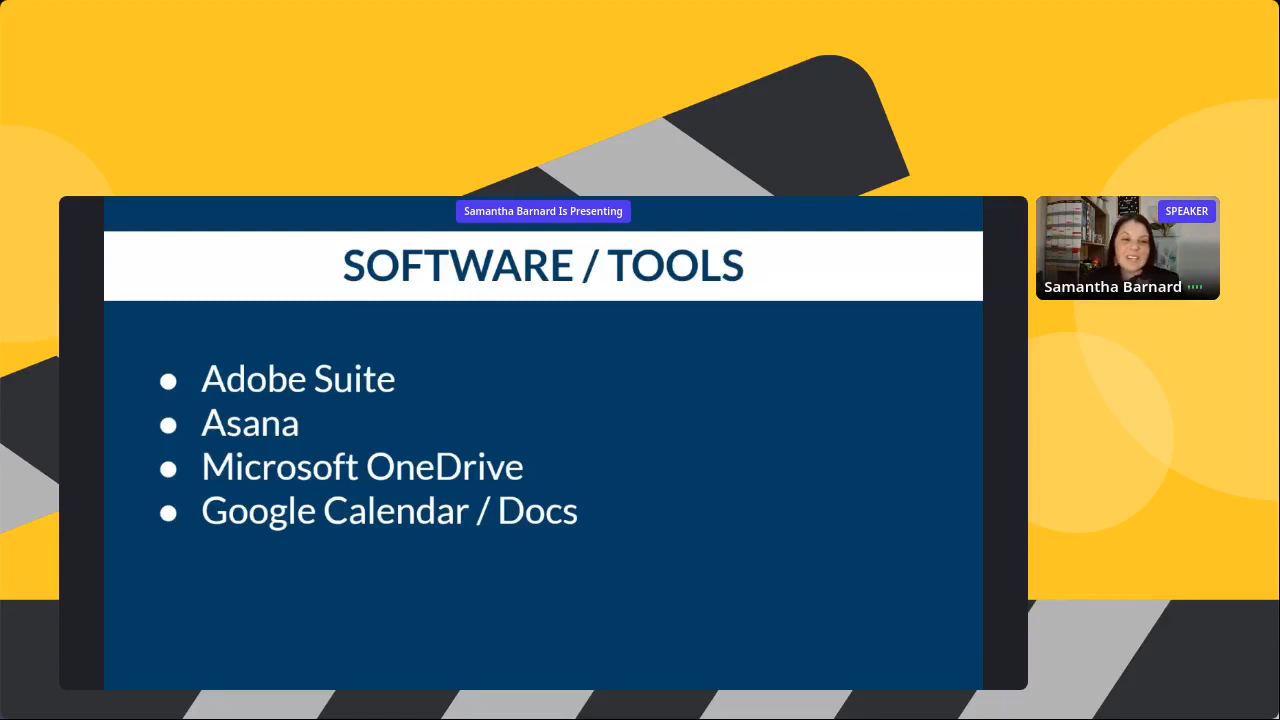 Samantha Barnard Is Presenting
SOFTWARE / TOOLS
● Adobe Suite
● Asana
● Microsoft OneDrive
● Google Calendar / Docs
SPEAKER
Samantha Barnard